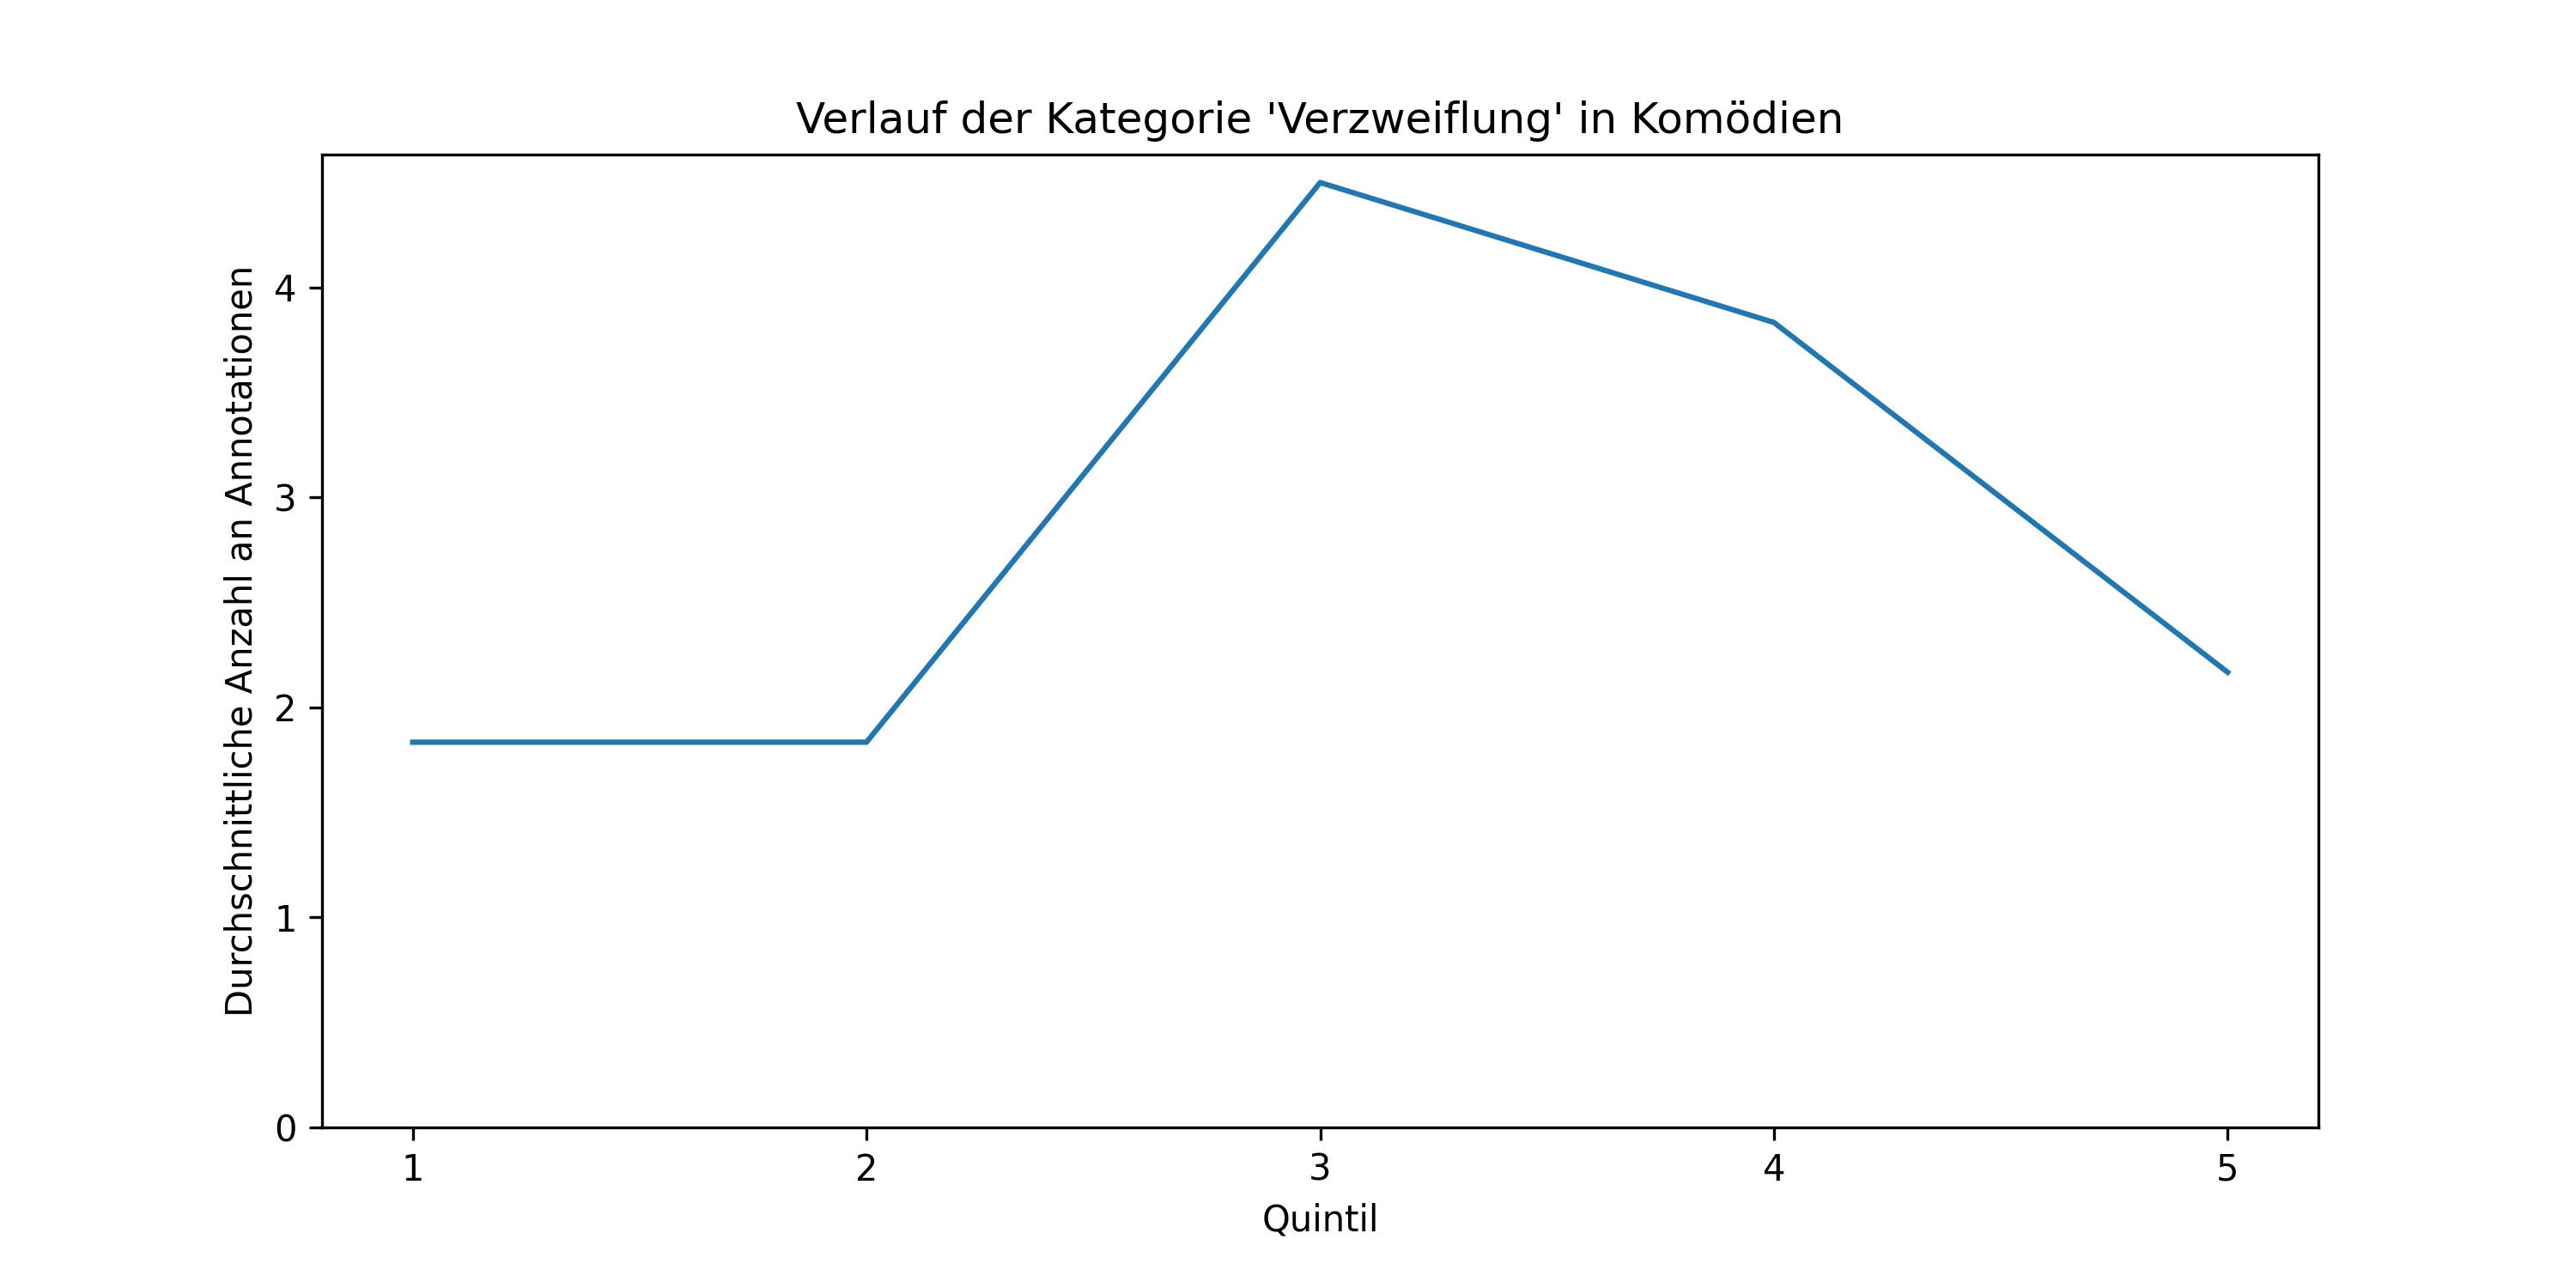 Verlauf der Kategorie 'Verzweiflung' in Komödien
Durchschnittliche Anzahl an Annotationen
4
3
2
1
0
1 2 3 4 5
Quintil